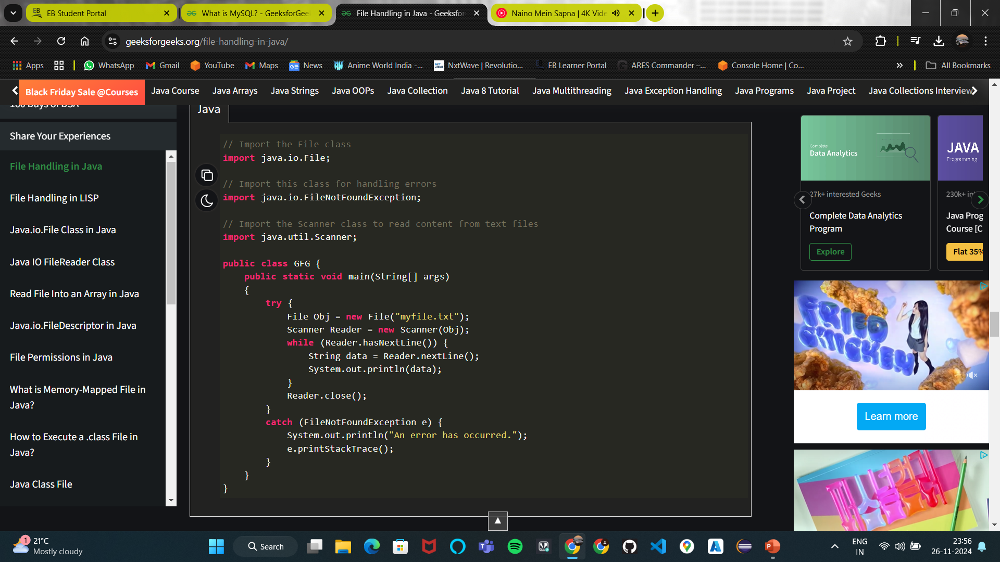 EB Student Portal
What is MySQL? - GeeksforGee
File Handling in Java - Geeksfor
Naino Mein Sapna | 4K Vide
geeksforgeeks.org/file-handling-in-java/
Apps
WhatsApp
Gmail
YouTube
Maps
News
Anime World India -...
NxtWave | Revolutio...
EB Learner Portal
ARES Commander –...
Console Home | Co...
All Bookmarks
Black Friday Sale @Courses
Java Course
Java Arrays
Java Strings
Java OOPs
Java Collection
Java 8 Tutorial
Java Multithreading
Java Exception Handling
Java Programs
Java Project
Java Collections Interview
Share Your Experiences
File Handling in Java
File Handling in LISP
Java.io.File Class in Java
Java IO FileReader Class
Read File Into an Array in Java
Java.io.FileDescriptor in Java
File Permissions in Java
What is Memory-Mapped File in
Java?
How to Execute a .class File in
Java?
Java Class File
Java
// Import the File class
import java.io.File;
// Import this class for handling errors
import java.io.FileNotFoundException;
// Import the Scanner class to read content from text files
import java.util.Scanner;
public class GFG {
public static void main(String[] args)
{
try {
File Obj = new File("myfile.txt");
Scanner Reader = new Scanner(Obj);
while (Reader.hasNextLine()) {
String data = Reader.nextLine();
System.out.println(data);
}
Reader.close();
}
catch (FileNotFoundException e) {
System.out.println("An error has occurred.");
e.printStackTrace();
}
}
}
Complete
Data Analytics
27k+ interested Geeks
Complete Data Analytics
Program
Explore
JAVA
Programming
230k+ in
Java Prog
Course [C
Flat 35%
FRIED
CHICKEN
Learn more
1
21°C
Mostly cloudy
Search
ENG
IN
23:56
26-11-2024